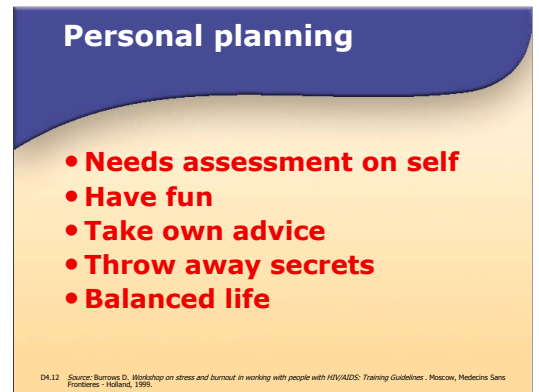 Personal planning
• Needs assessment on self
• Have fun
• Take own advice
• Throw away secrets
• Balanced life
D4.12 Source: Burrows D. Workshop on stress and burnout in working with people with HIV/AIDS: Training Guidelines . Moscow, Medecins Sans
Frontieres - Holland, 1999.